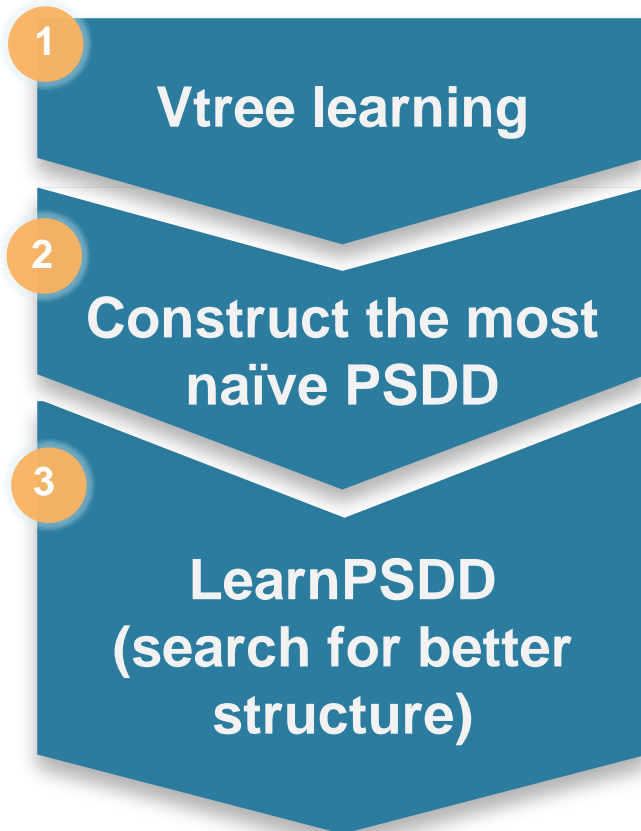 1
Vtree learning
2
Construct the most
naïve PSDD
3
LearnPSDD
(search for better
structure)